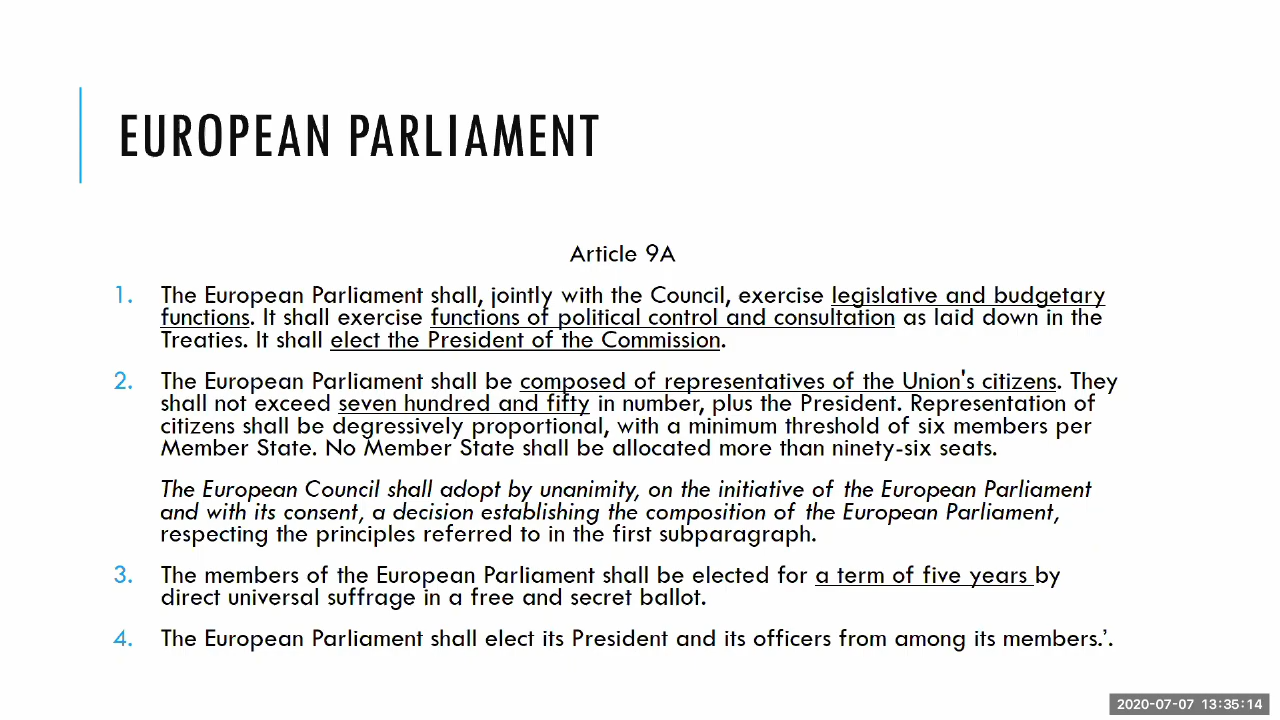 EUROPEAN PARLIAMENT
Article 9A
1. The European Parliament shall, jointly with the Council, exercise legislative and budgetary
functions. It shall exercise functions of political control and consultation as laid down in the
Treaties. It shall elect the President of the Commission.
2. The European Parliament shall be composed of representatives of the Union's citizens. They
shall not exceed seven hundred and fifty in number, plus the President. Representation of
citizens shall be degressively proportional, with a minimum threshold of six members per
Member State. No Member State shall be allocated more than ninety-six seats.
The European Council shall adopt by unanimity, on the initiative of the European Parliament
and with its consent, a decision establishing the composition of the European Parliament,
respecting the principles referred to in the first subparagraph.
3. The members of the European Parliament shall be elected for a term of five years by
direct universal suffrage in a free and secret ballot.
4. The European Parliament shall elect its President and its officers from among its members.’.
2020-07-07 13:35:14